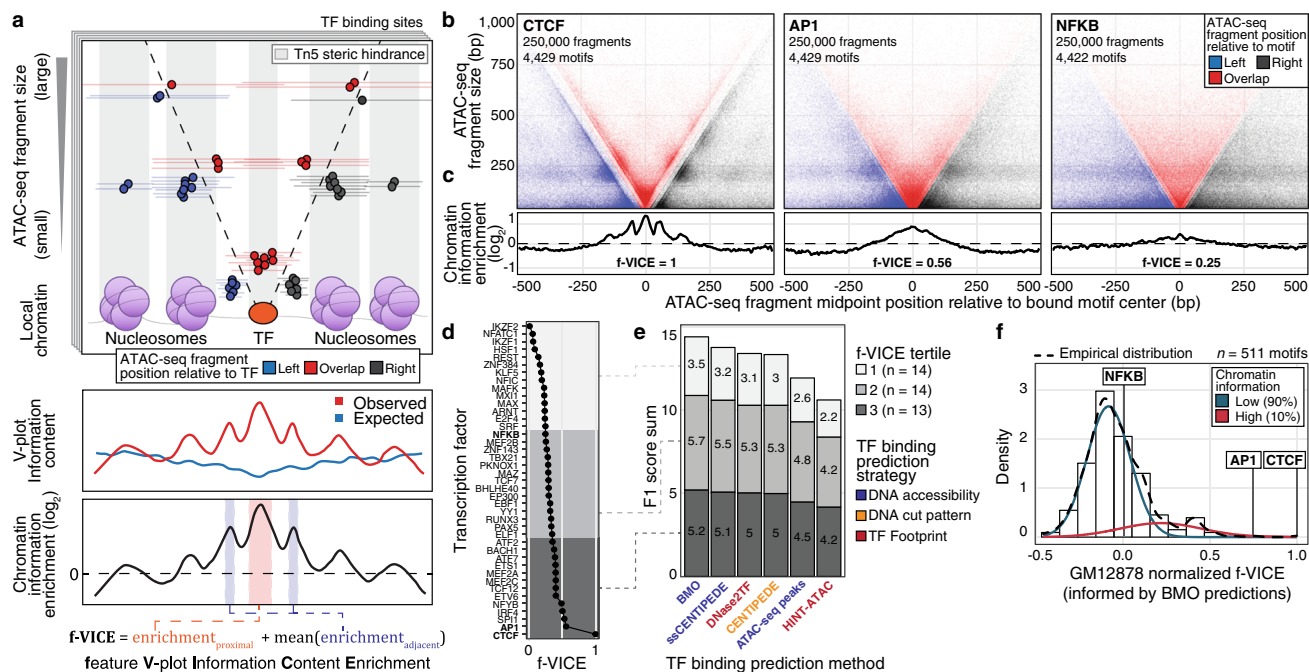 a
TF binding sites
Tn5 steric hindrance
ATAC-seq fragment size
(small)
(large)
Local
chromatin
Nucleosomes
TF
Nucleosomes
ATAC-seq fragment
position relative to TF
Left
Overlap
Right
V-plot
Information
content
Observed
Expected
Chromatin
information
enrichment (log2)
0
f-VICE = enrichmentproximal + mean(enrichmentadjacent)
feature V-plot Information Content Enrichment
b
ATAC-seq
fragment size (bp)
1,000
750
500
250
CTCF
250,000 fragments
4,429 motifs
AP1
250,000 fragments
4,429 motifs
NFKB
250,000 fragments
4,422 motifs
ATAC-seq
fragment position
relative to motif
Left
Right
Overlap
c
Chromatin
information
enrichment
(log2)
1
0
-1
f-VICE = 1
f-VICE = 0.56
f-VICE = 0.25
-500 -250 0 250 500
-500 -250 0 250 500
-500 -250 0 250 500
ATAC-seq fragment midpoint position relative to bound motif center (bp)
d
Transcription factor
IKZF2
NFATC1
IKZF1
HSF1
REST
ZNF384
KLF5
NFIC
MAFK
MXI1
MAX
ARNT
E2F4
SRF
NFKB
MEF2B
ZNF143
TBX21
PKNOX1
MAZ
TCF7
BHLHE40
EP300
EBF1
YY1
RUNX3
PAX5
ELF1
ATF2
BACH1
ATF7
ETS1
MEF2A
MEF2C
TCF12
ETV6
NFYB
IRF4
SPI1
AP1
CTCF
0 1
f-VICE
e
F1 score sum
15
10
5
0
3.5 3.2 3.1 3 2.6 2.2
5.7 5.5 5.3 5.3 4.8 4.2
5.2 5.1 5 5 4.5 4.2
BMO
ssCENTIPEDE
DNase2TF
CENTIPEDE
ATAC-seq peaks
HINT-ATAC
TF binding prediction method
f-VICE tertile
1 (n = 14)
2 (n = 14)
3 (n = 13)
TF binding
prediction
strategy
DNA accessibility
DNA cut pattern
TF Footprint
f
Empirical distribution
n = 511 motifs
Chromatin
information
Low (90%)
High (10%)
NFKB
AP1
CTCF
Density
3
2
1
0
-0.5 0.0 0.5 1.0
GM12878 normalized f-VICE
(informed by BMO predictions)